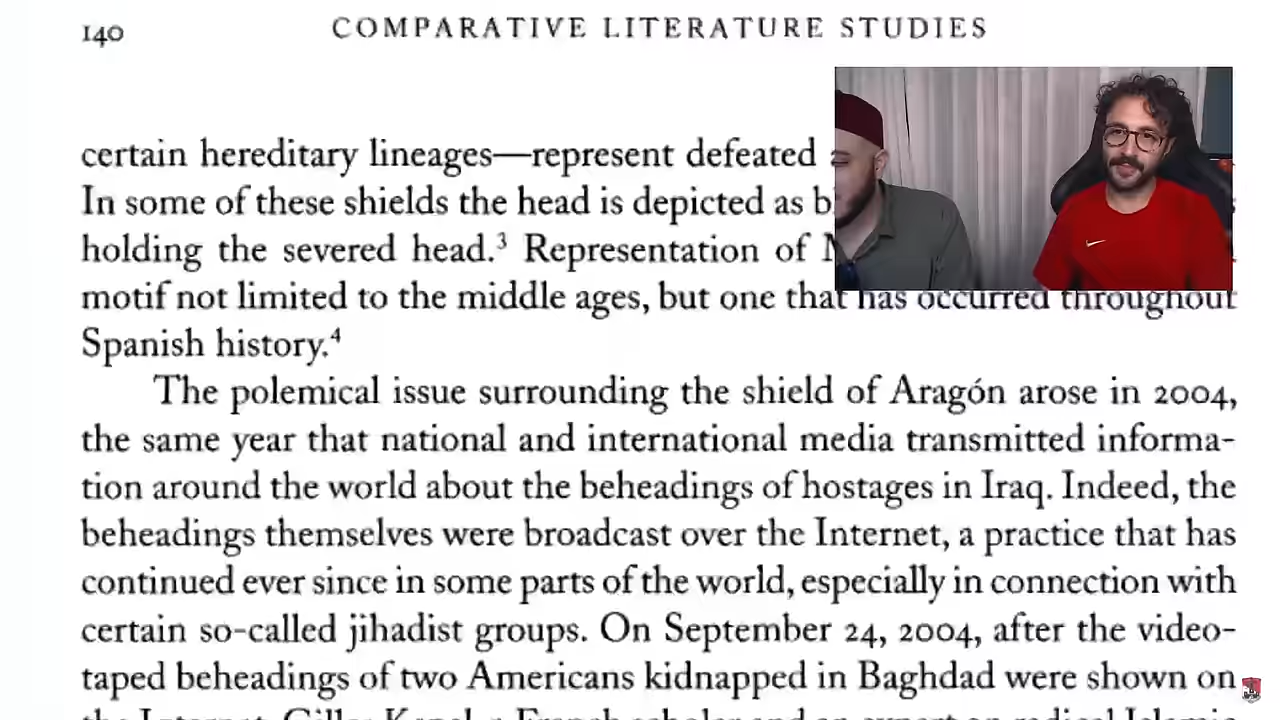 140
COMPARATIVE LITERATURE STUDIES
certain hereditary lineages—represent defeated
In some of these shields the head is depicted as
holding the severed head.³ Representation of
motif not limited to the middle ages, but one that has occurred throughout
Spanish history.⁴
The polemical issue surrounding the shield of Aragón arose in 2004,
the same year that national and international media transmitted informa-
tion around the world about the beheadings of hostages in Iraq. Indeed, the
beheadings themselves were broadcast over the Internet, a practice that has
continued ever since in some parts of the world, especially in connection with
certain so-called jihadist groups. On September 24, 2004, after the video-
taped beheadings of two Americans kidnapped in Baghdad were shown on